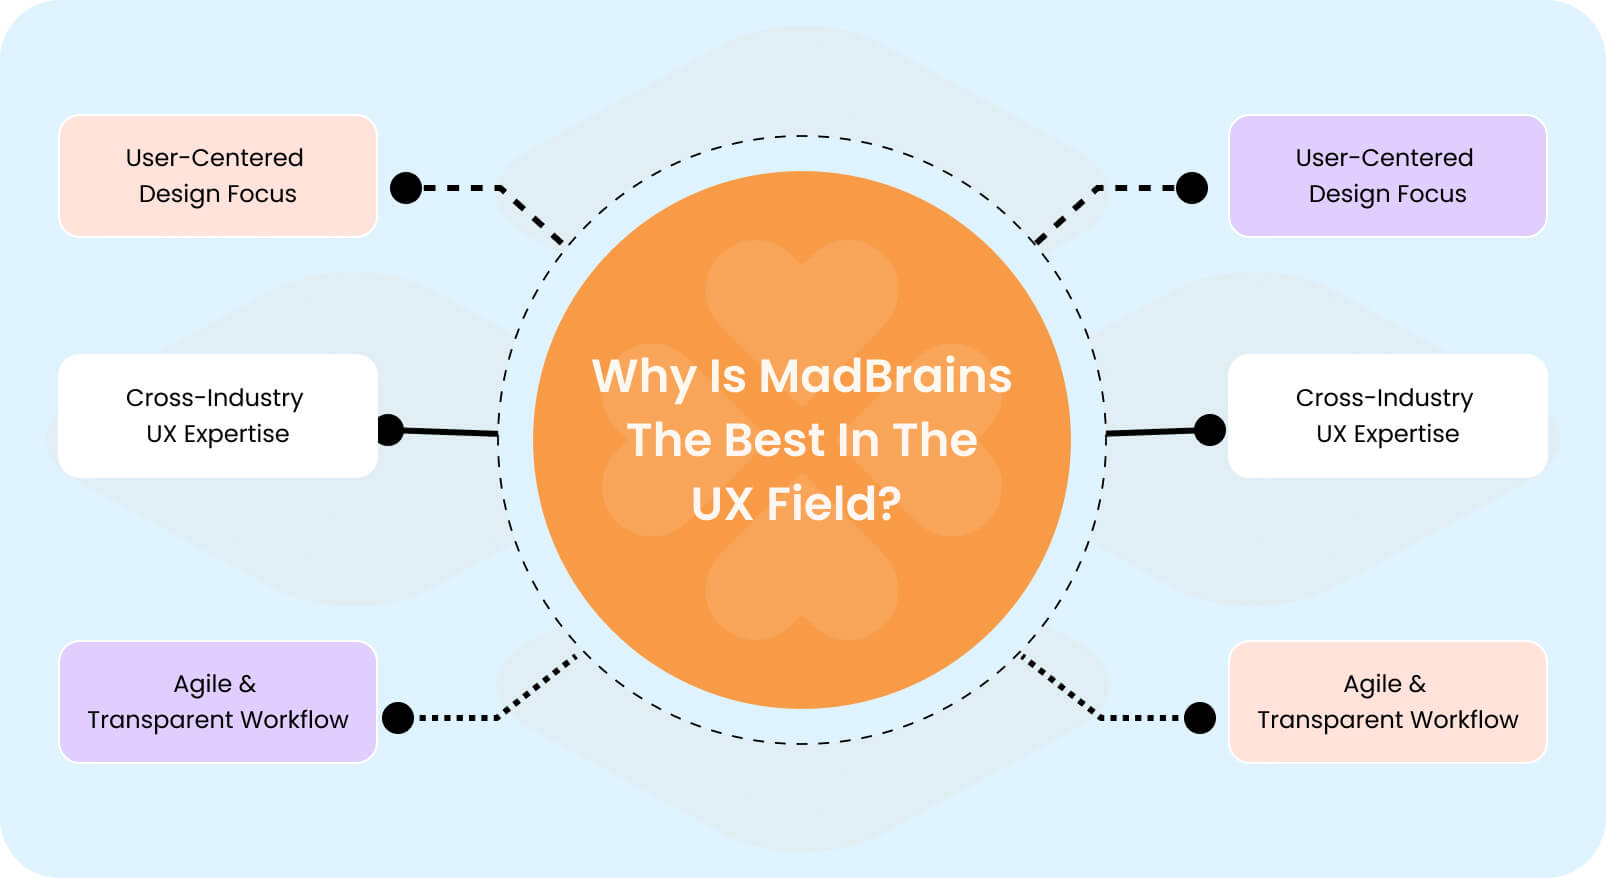 User-Centered
Design Focus
Cross-Industry
UX Expertise
Agile &
Transparent Workflow
Why Is MadBrains
The Best In The
UX Field?
User-Centered
Design Focus
Cross-Industry
UX Expertise
Agile &
Transparent Workflow